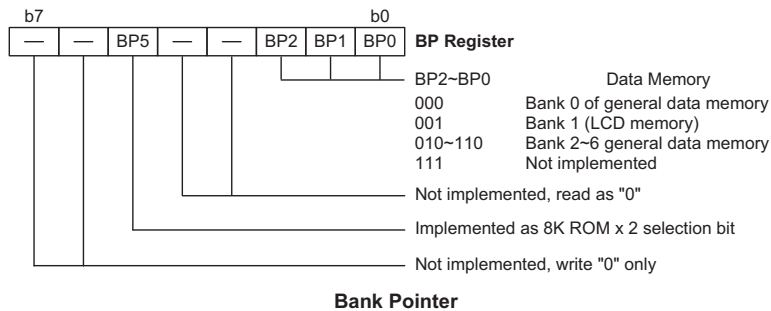 b7 b0
— — BP5 — — BP2 BP1 BP0 BP Register
BP2~BP0 Data Memory
000 Bank 0 of general data memory
001 Bank 1 (LCD memory)
010~110 Bank 2~6 general data memory
111 Not implemented
Not implemented, read as "0"
Implemented as 8K ROM x 2 selection bit
Not implemented, write "0" only
Bank Pointer